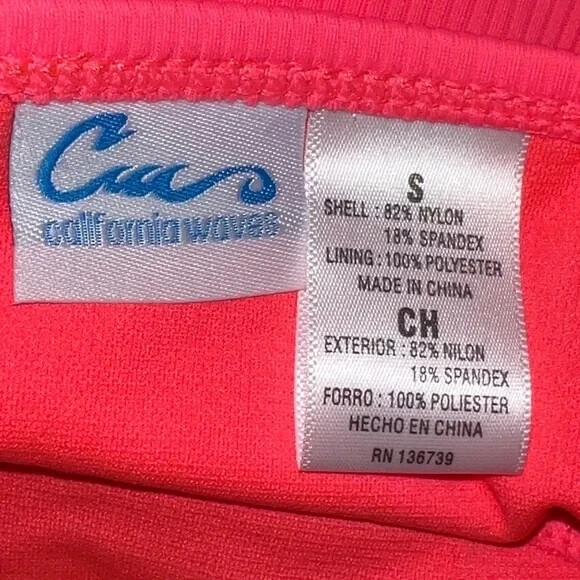 california waves
S
SHELL : 82% NYLON
18% SPANDEX
LINING : 100% POLYESTER
MADE IN CHINA
CH
EXTERIOR : 82% NILON
18% SPANDEX
FORRO : 100% POLIESTER
HECHO EN CHINA
RN 136739